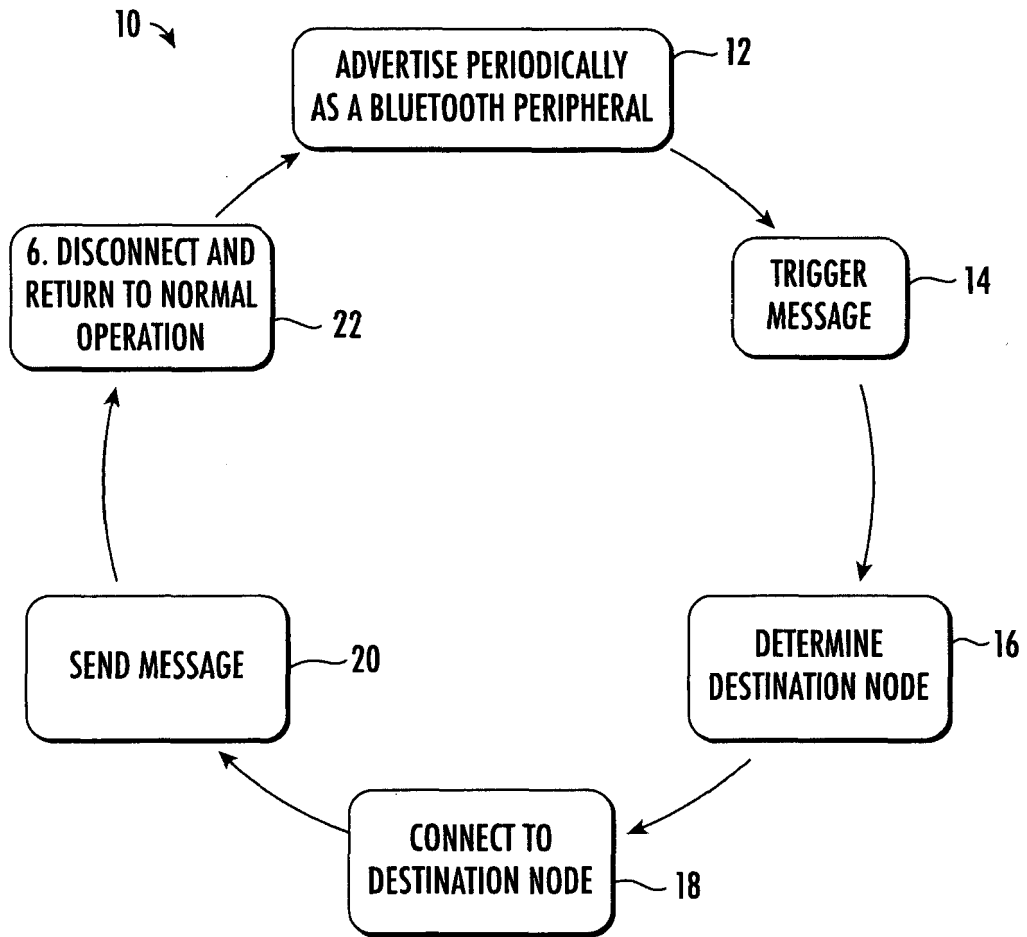 10
ADVERTISE PERIODICALLY
AS A BLUETOOTH PERIPHERAL
12
TRIGGER
MESSAGE
14
DETERMINE
DESTINATION NODE
16
CONNECT TO
DESTINATION NODE
18
SEND MESSAGE
20
6. DISCONNECT AND
RETURN TO NORMAL
OPERATION
22